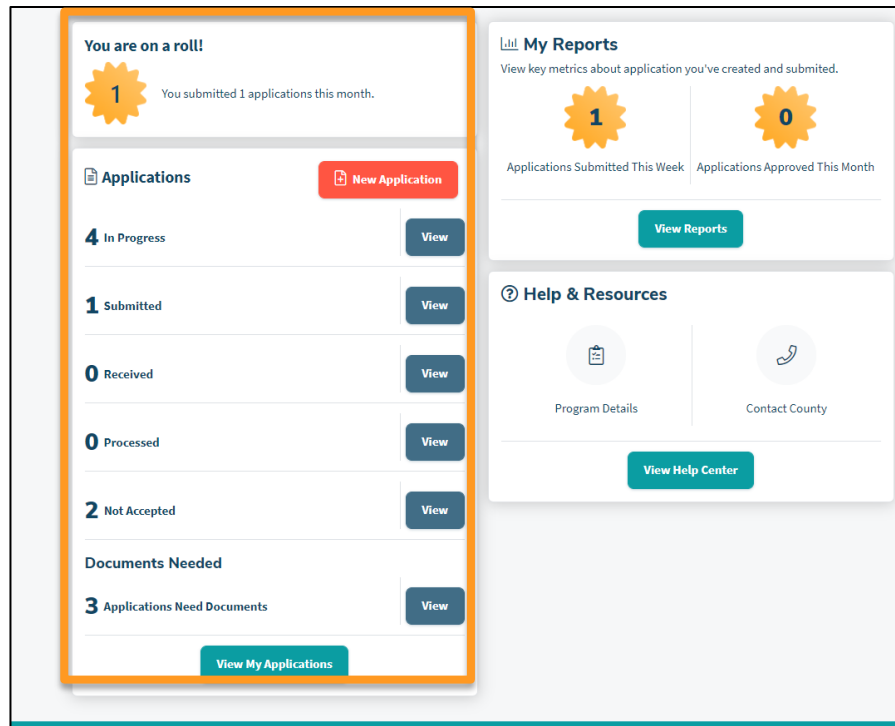 You are on a roll!
1
You submitted 1 applications this month.
Applications
New Application
4 In Progress
View
1 Submitted
View
0 Received
View
0 Processed
View
2 Not Accepted
View
Documents Needed
3 Applications Need Documents
View
View My Applications
My Reports
View key metrics about application you've created and submited.
1
0
Applications Submitted This Week
Applications Approved This Month
View Reports
Help & Resources
Program Details
Contact County
View Help Center